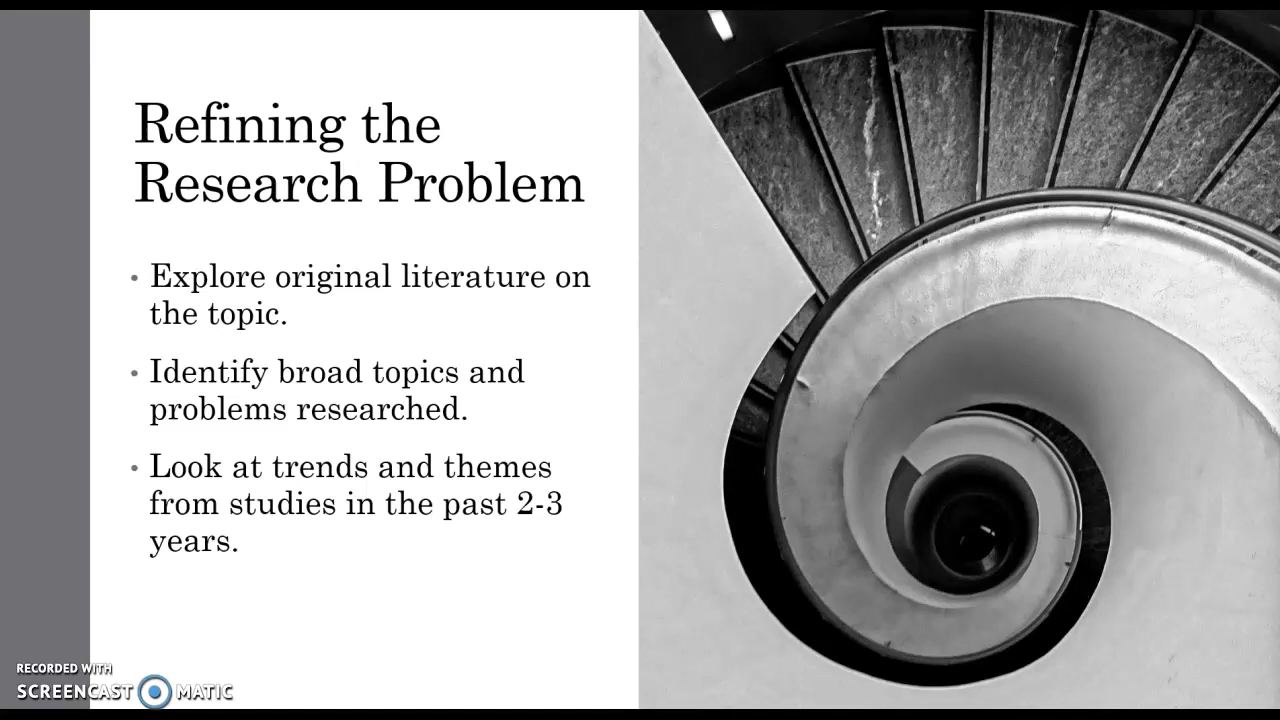 Refining the
Research Problem
• Explore original literature on
the topic.
• Identify broad topics and
problems researched.
• Look at trends and themes
from studies in the past 2-3
years.
RECORDED WITH
SCREENCAST MATIC